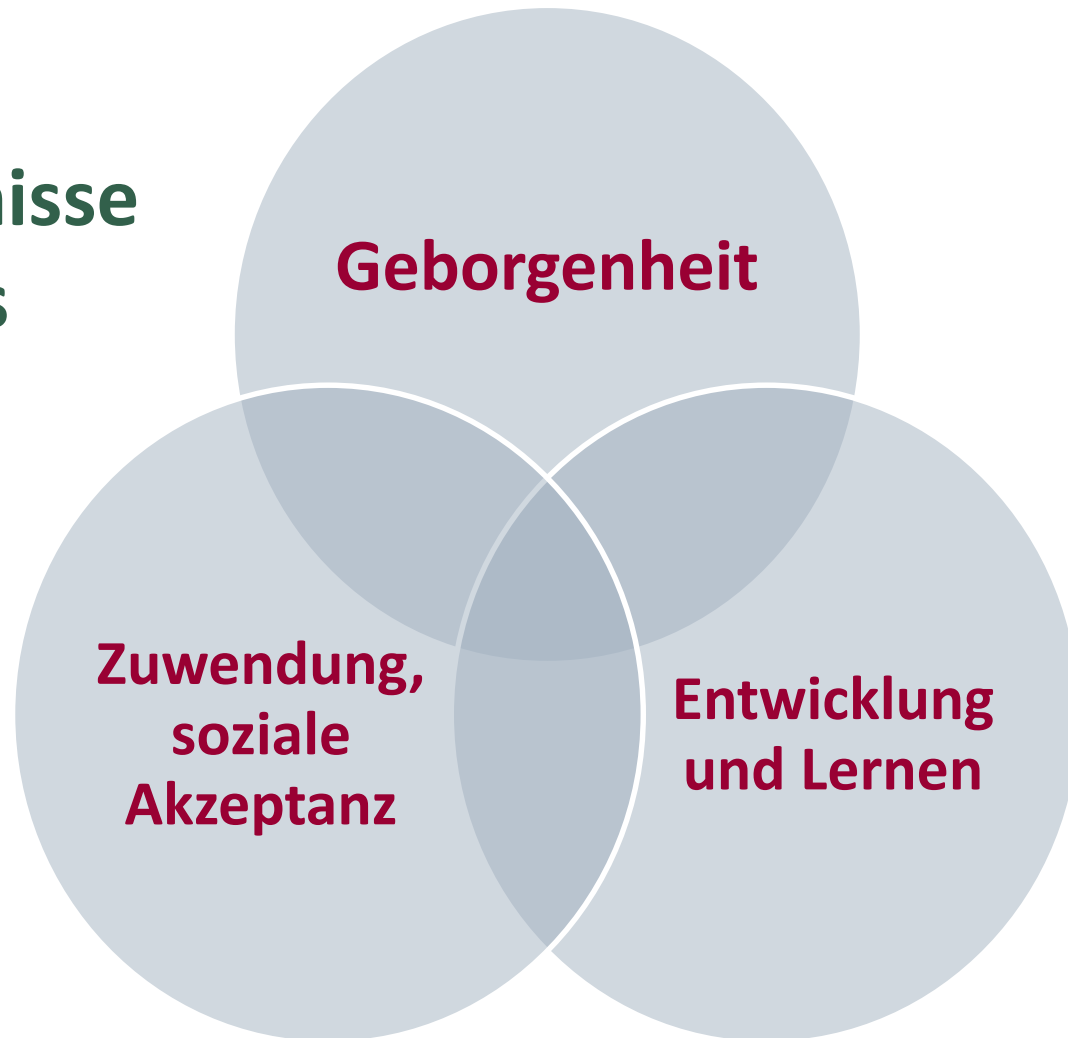 nisse
s
Geborgenheit
Zuwendung,
soziale
Akzeptanz
Entwicklung
und Lernen